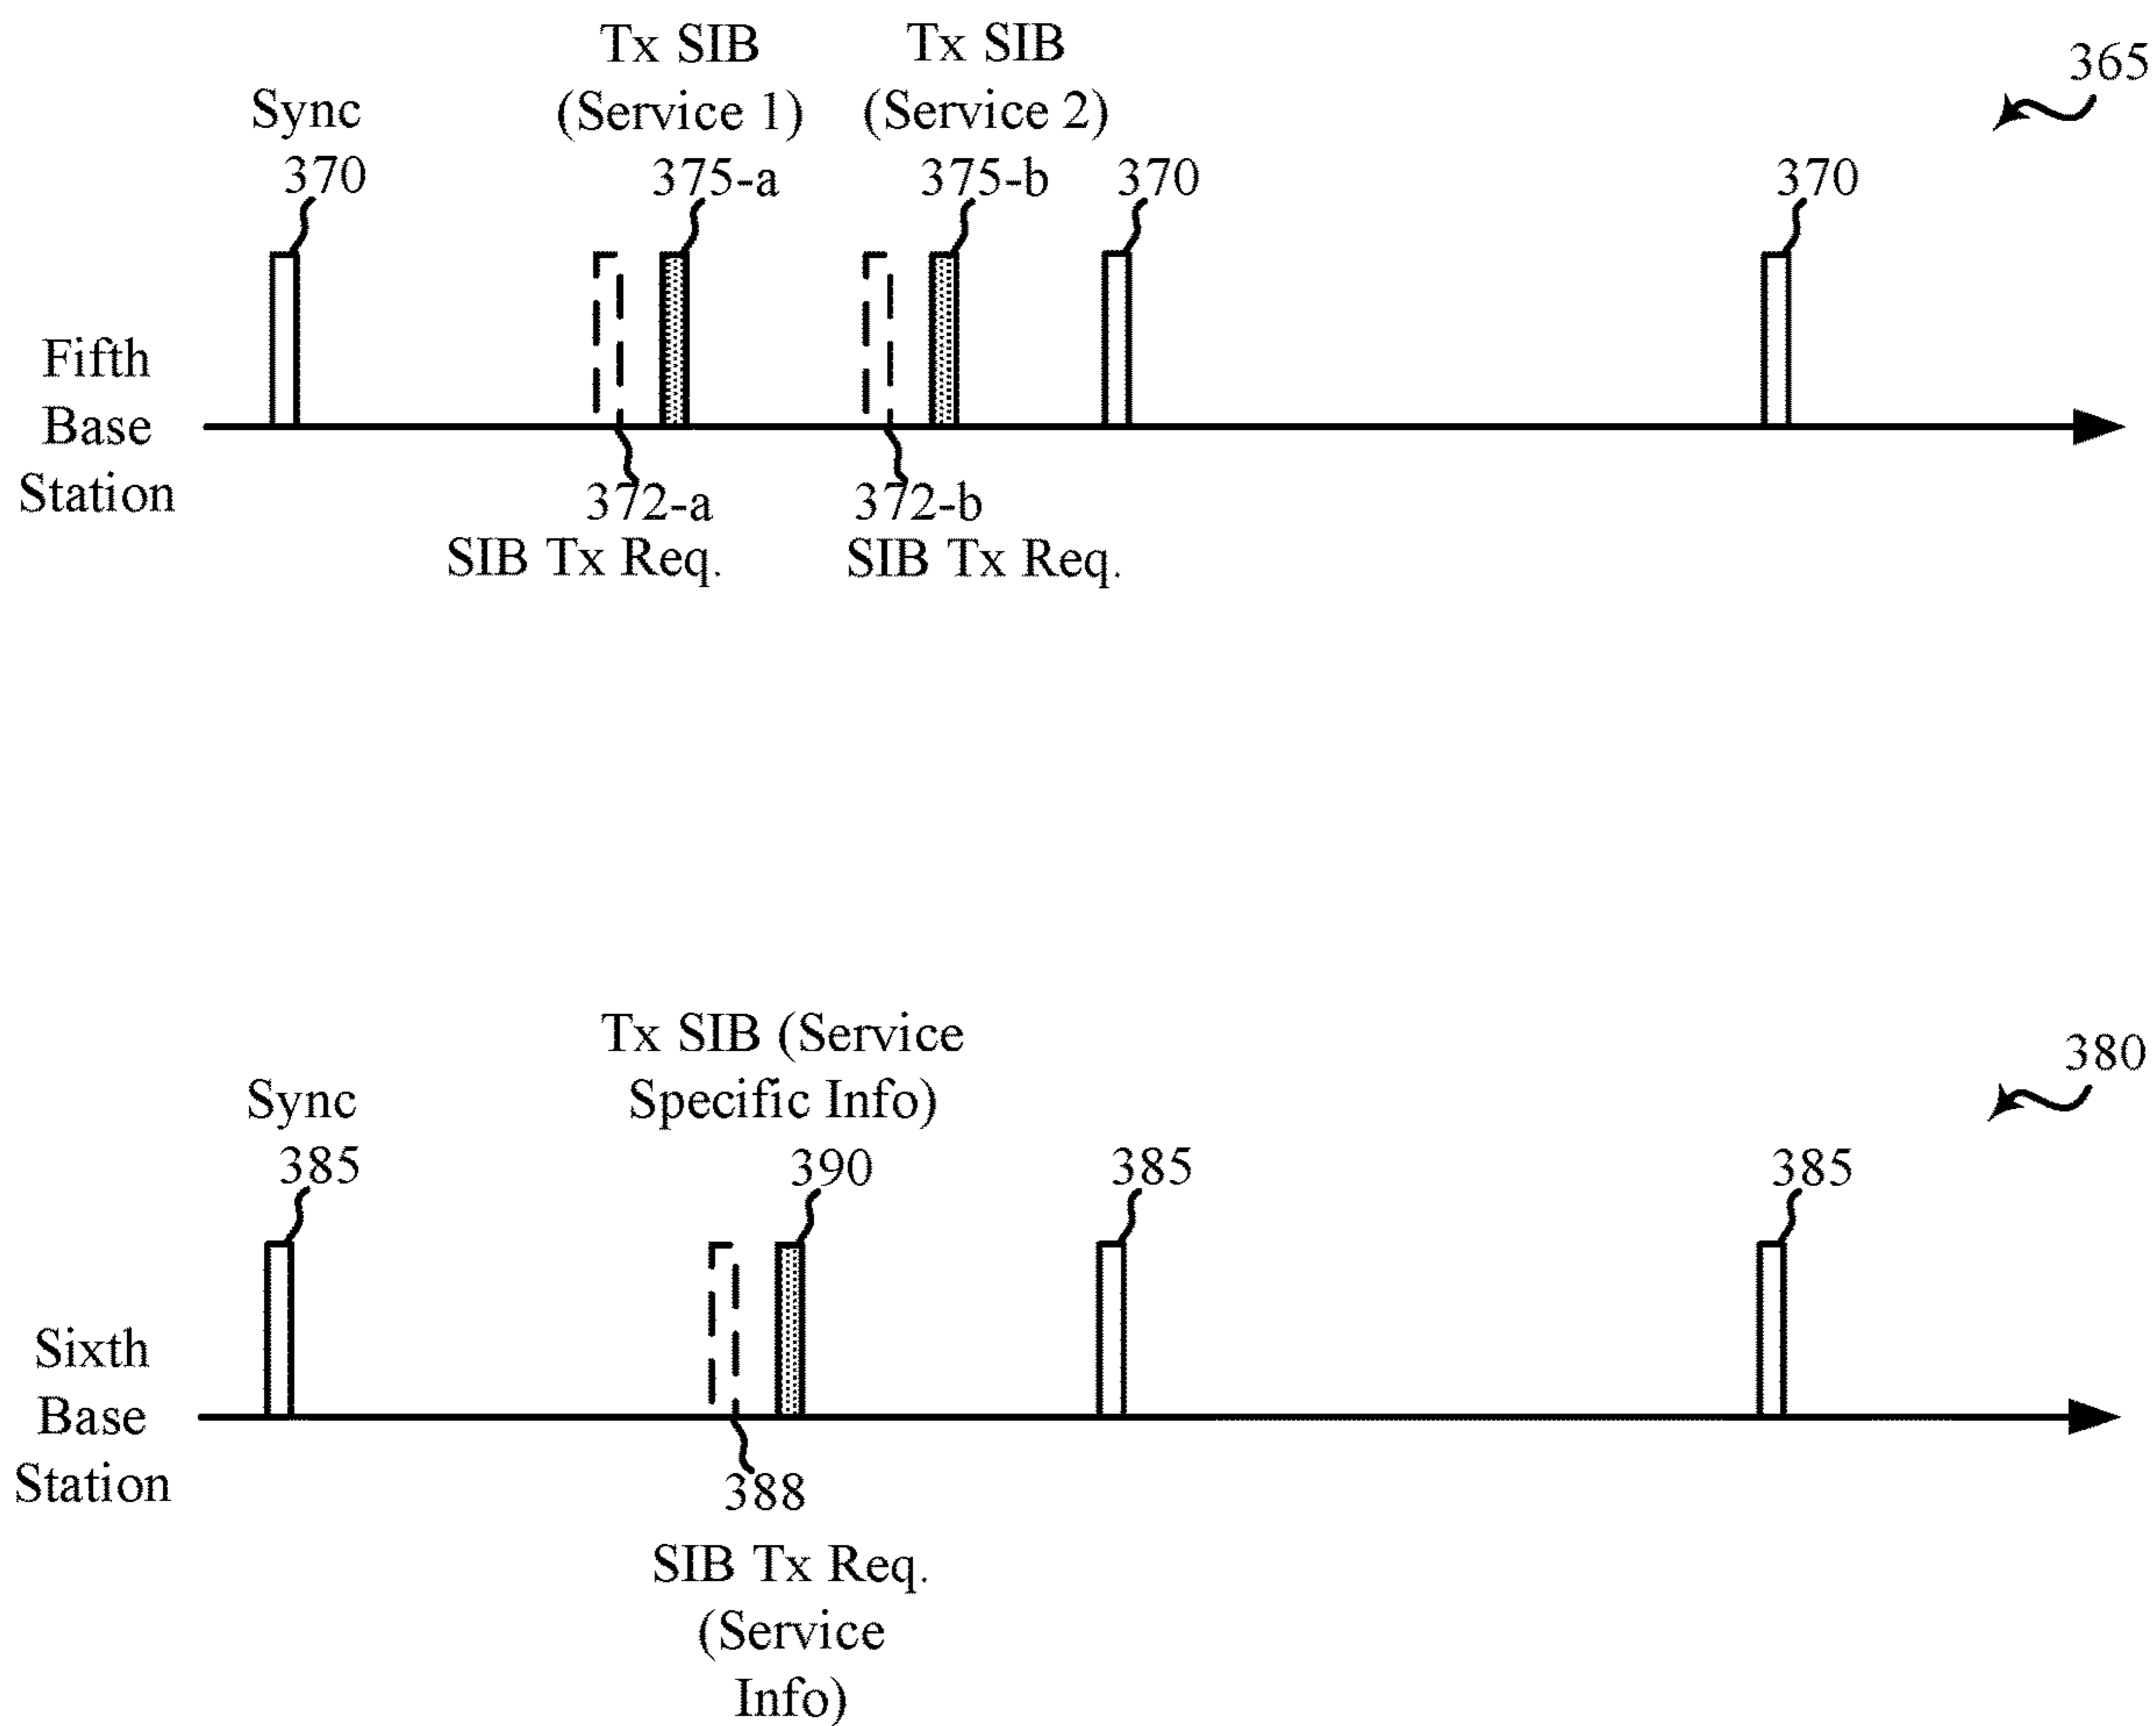 Tx SIB
(Service 1)
Tx SIB
(Service 2)
365
Sync
370
375-a
375-b
370
370
Fifth
Base
Station
372-a
SIB Tx Req.
372-b
SIB Tx Req.
Tx SIB (Service
Specific Info)
380
Sync
385
390
385
385
Sixth
Base
Station
388
SIB Tx Req.
(Service
Info)